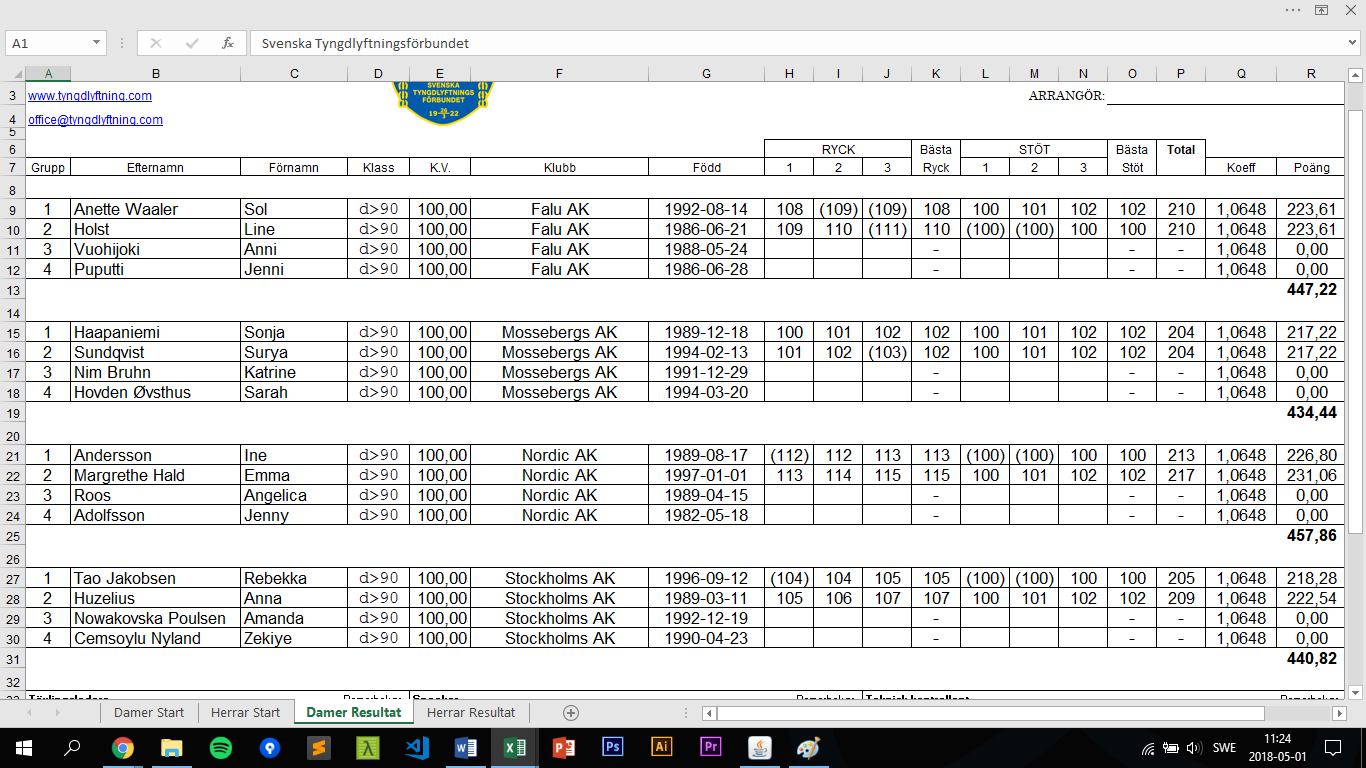 A1 fx Svenska Tyngdlyftningsförbundet
A B C D E F G H I J K L M N O P Q R
3 www.tyngdlyftning.com ARRANGÖR:
SVENSKA
TYNGDLYFTNINGS
FÖRBUNDET
19 22
4 office@tyngdlyftning.com
5
6 RYCK Bästa STÖT Bästa Total
7 Grupp Efternamn Förnamn Klass K.V. Klubb Född 1 2 3 Ryck 1 2 3 Stöt Koeff Poäng
8
9 1 Anette Waaler Sol d>90 100,00 Falu AK 1992-08-14 108 (109) (109) 108 100 101 102 102 210 1,0648 223,61
10 2 Holst Line d>90 100,00 Falu AK 1986-06-21 109 110 (111) 110 (100) (100) 100 100 210 1,0648 223,61
11 3 Vuohijoki Anni d>90 100,00 Falu AK 1988-05-24 - - - 1,0648 0,00
12 4 Puputti Jenni d>90 100,00 Falu AK 1986-06-28 - - - 1,0648 0,00
13 447,22
14
15 1 Haapaniemi Sonja d>90 100,00 Mossebergs AK 1989-12-18 100 101 102 102 100 101 102 102 204 1,0648 217,22
16 2 Sundqvist Surya d>90 100,00 Mossebergs AK 1994-02-13 101 102 (103) 102 100 101 102 102 204 1,0648 217,22
17 3 Nim Bruhn Katrine d>90 100,00 Mossebergs AK 1991-12-29 - - - 1,0648 0,00
18 4 Hovden Øvsthus Sarah d>90 100,00 Mossebergs AK 1994-03-20 - - - 1,0648 0,00
19 434,44
20
21 1 Andersson Ine d>90 100,00 Nordic AK 1989-08-17 (112) 112 113 113 (100) (100) 100 100 213 1,0648 226,80
22 2 Margrethe Hald Emma d>90 100,00 Nordic AK 1997-01-01 113 114 115 115 100 101 102 102 217 1,0648 231,06
23 3 Roos Angelica d>90 100,00 Nordic AK 1989-04-15 - - - 1,0648 0,00
24 4 Adolfsson Jenny d>90 100,00 Nordic AK 1982-05-18 - - - 1,0648 0,00
25 457,86
26
27 1 Tao Jakobsen Rebekka d>90 100,00 Stockholms AK 1996-09-12 (104) 104 105 105 (100) (100) 100 100 205 1,0648 218,28
28 2 Huzelius Anna d>90 100,00 Stockholms AK 1989-03-11 105 106 107 107 100 101 102 102 209 1,0648 222,54
29 3 Nowakovska Poulsen Amanda d>90 100,00 Stockholms AK 1992-12-19 - - - 1,0648 0,00
30 4 Cemsoylu Nyland Zekiye d>90 100,00 Stockholms AK 1990-04-23 - - - 1,0648 0,00
31 440,82
32
Damer Start Herrar Start Damer Resultat Herrar Resultat
Ps Ai Pr SWE 11:24
2018-05-01